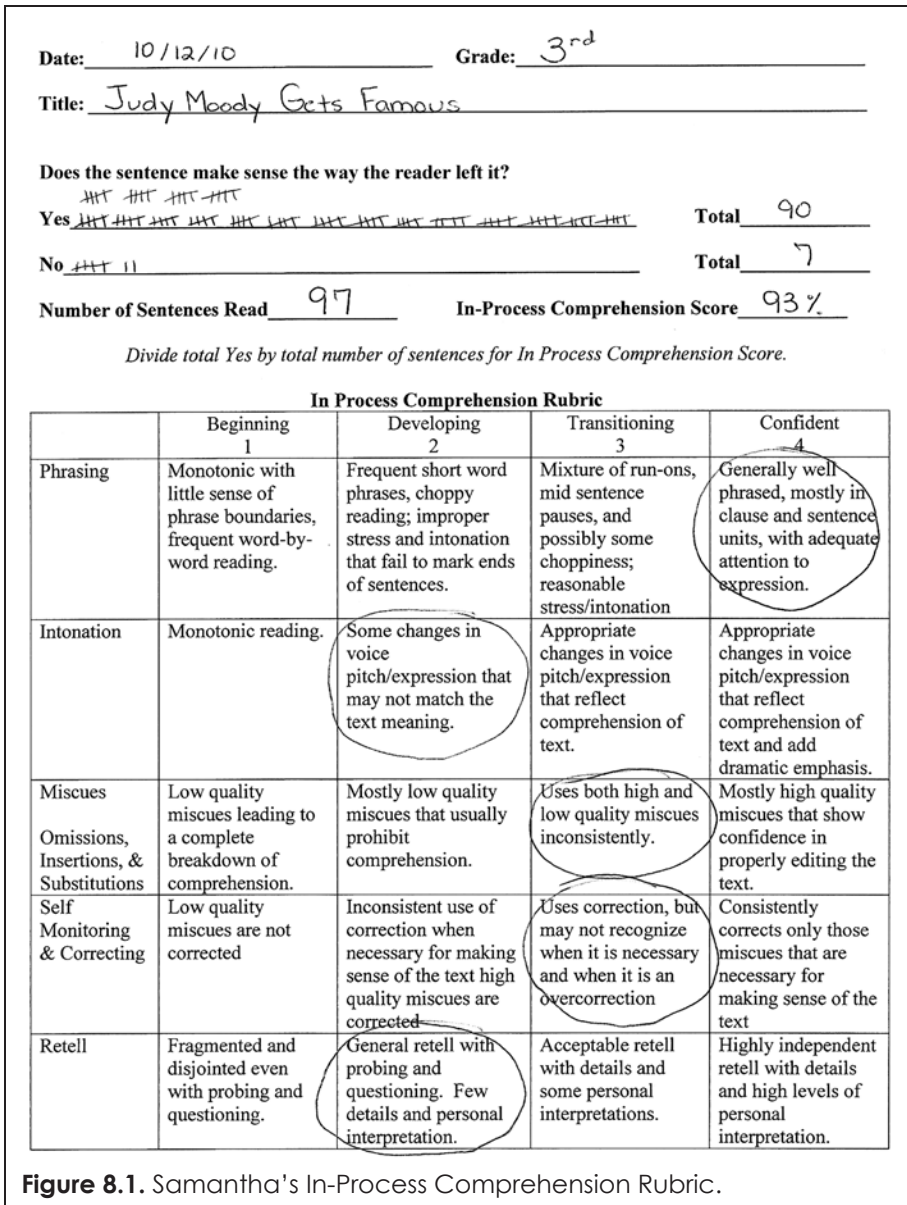 Date: 10/12/10 Grade: 3rd
Title: Judy Moody Gets Famous
Does the sentence make sense the way the reader left it?
Yes Total 90
No Total 7
Number of Sentences Read 97 In-Process Comprehension Score 93%
Divide total Yes by total number of sentences for In Process Comprehension Score.
In Process Comprehension Rubric
Beginning
1
Developing
2
Transitioning
3
Confident
4
Phrasing
Monotonic with
little sense of
phrase boundaries,
frequent word-by-
word reading.
Frequent short word
phrases, choppy
reading; improper
stress and intonation
that fail to mark ends
of sentences.
Mixture of run-ons,
mid sentence
pauses, and
possibly some
choppiness;
reasonable
stress/intonation
Generally well
phrased, mostly in
clause and sentence
units, with adequate
attention to
expression.
Intonation
Monotonic reading.
Some changes in
voice
pitch/expression that
may not match the
text meaning.
Appropriate
changes in voice
pitch/expression
that reflect
comprehension of
text.
Appropriate
changes in voice
pitch/expression
that reflect
comprehension of
text and add
dramatic emphasis.
Miscues
Omissions,
Insertions, &
Substitutions
Low quality
miscues leading to
a complete
breakdown of
comprehension.
Mostly low quality
miscues that usually
prohibit
comprehension.
Uses both high and
low quality miscues
inconsistently.
Mostly high quality
miscues that show
confidence in
properly editing the
text.
Self
Monitoring
& Correcting
Low quality
miscues are not
corrected
Inconsistent use of
correction when
necessary for making
sense of the text high
quality miscues are
corrected
Uses correction, but
may not recognize
when it is necessary
and when it is an
overcorrection
Consistently
corrects only those
miscues that are
necessary for
making sense of the
text
Retell
Fragmented and
disjointed even
with probing and
questioning.
General retell with
probing and
questioning. Few
details and personal
interpretation.
Acceptable retell
with details and
some personal
interpretations.
Highly independent
retell with details
and high levels of
personal
interpretation.
Figure 8.1. Samantha's In-Process Comprehension Rubric.